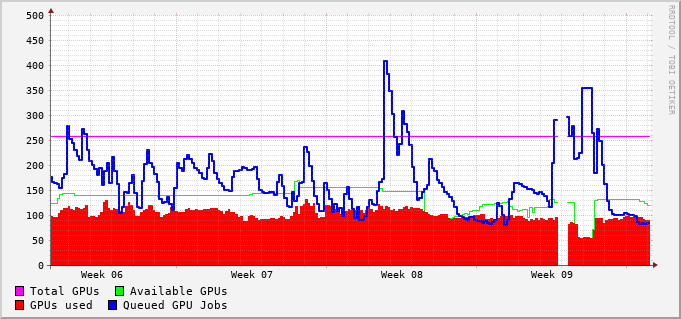 500
450
400
350
300
250
200
150
100
50
0
Week 06 Week 07 Week 08 Week 09
Total GPUs Available GPUs
GPUs used Queued GPU Jobs
RRDTOOL / TOBI OETIKER